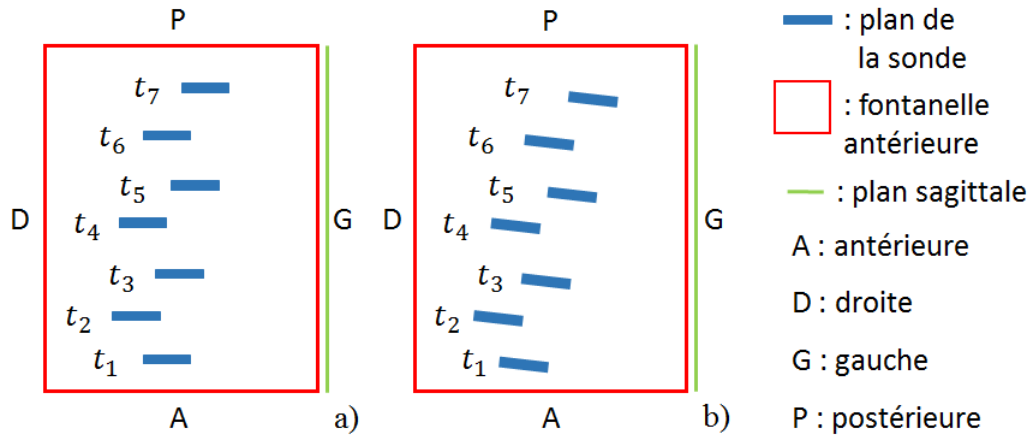 P
t₇
t₆
t₅
D
t₄
G
t₃
t₂
t₁
A
a)
P
t₇
t₆
t₅
D
t₄
G
t₃
t₂
t₁
A
b)
: plan de
la sonde
: fontanelle
antérieure
: plan sagittale
A : antérieure
D : droite
G : gauche
P : postérieure